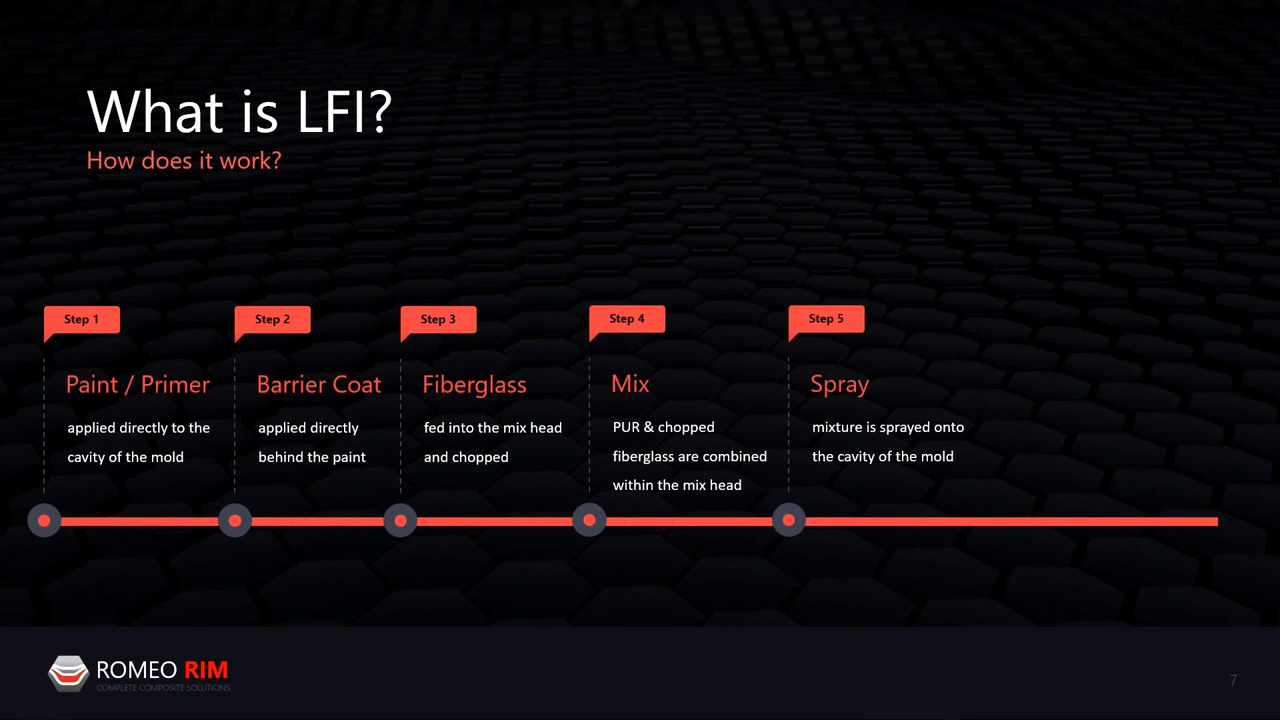 What is LFI?
How does it work?
Step 1
Paint / Primer
applied directly to the
cavity of the mold
Step 2
Barrier Coat
applied directly
behind the paint
Step 3
Fiberglass
fed into the mix head
and chopped
Step 4
Mix
PUR & chopped
fiberglass are combined
within the mix head
Step 5
Spray
mixture is sprayed onto
the cavity of the mold
ROMEO RIM
COMPLETE COMPOSITE SOLUTIONS
7